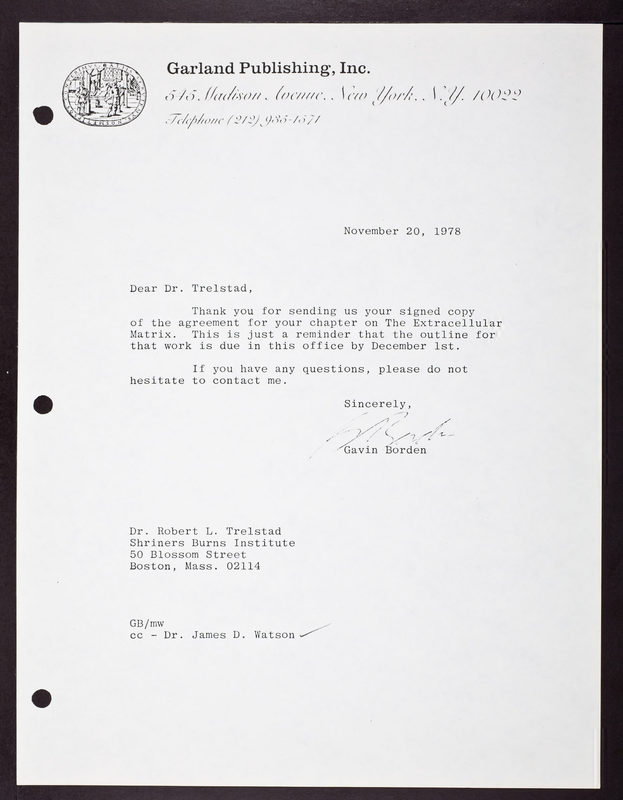 Garland Publishing, Inc.
545 Madison Avenue, New York, N.Y. 10022
Telephone (212) 935-1571
November 20, 1978
Dear Dr. Trelstad,
Thank you for sending us your signed copy
of the agreement for your chapter on The Extracellular
Matrix. This is just a reminder that the outline for
that work is due in this office by December 1st.
If you have any questions, please do not
hesitate to contact me.
Sincerely,
Gavin Borden
Dr. Robert L. Trelstad
Shriners Burns Institute
50 Blossom Street
Boston, Mass. 02114
GB/mw
cc - Dr. James D. Watson